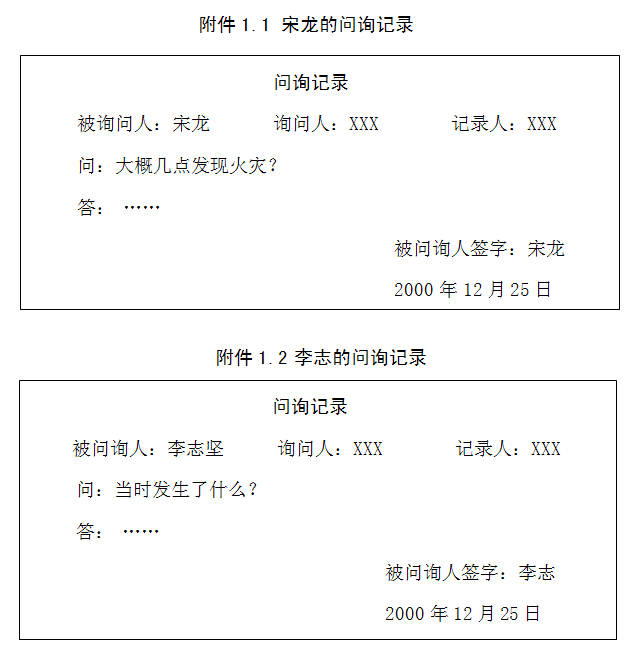 附件1.1 宋龙的问询记录
问询记录
被询问人：宋龙 询问人：XXX 记录人：XXX
问：大概几点发现火灾？
答： ……
被问询人签字：宋龙
2000 年 12 月 25 日
附件1.2 李志的问询记录
问询记录
被问询人：李志坚 询问人：XXX 记录人：XXX
问：当时发生了什么？
答： ……
被问询人签字：李志
2000 年 12 月 25 日